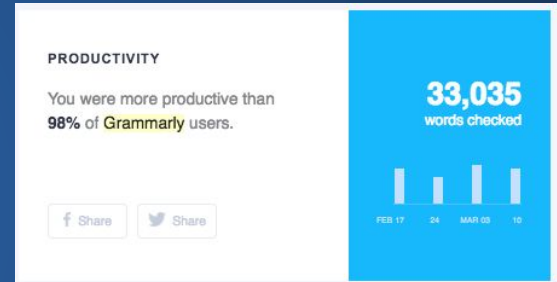 PRODUCTIVITY
You were more productive than
98% of Grammarly users.
Share
Share
33,035
words checked
FEB 17 24 MAR 03 10